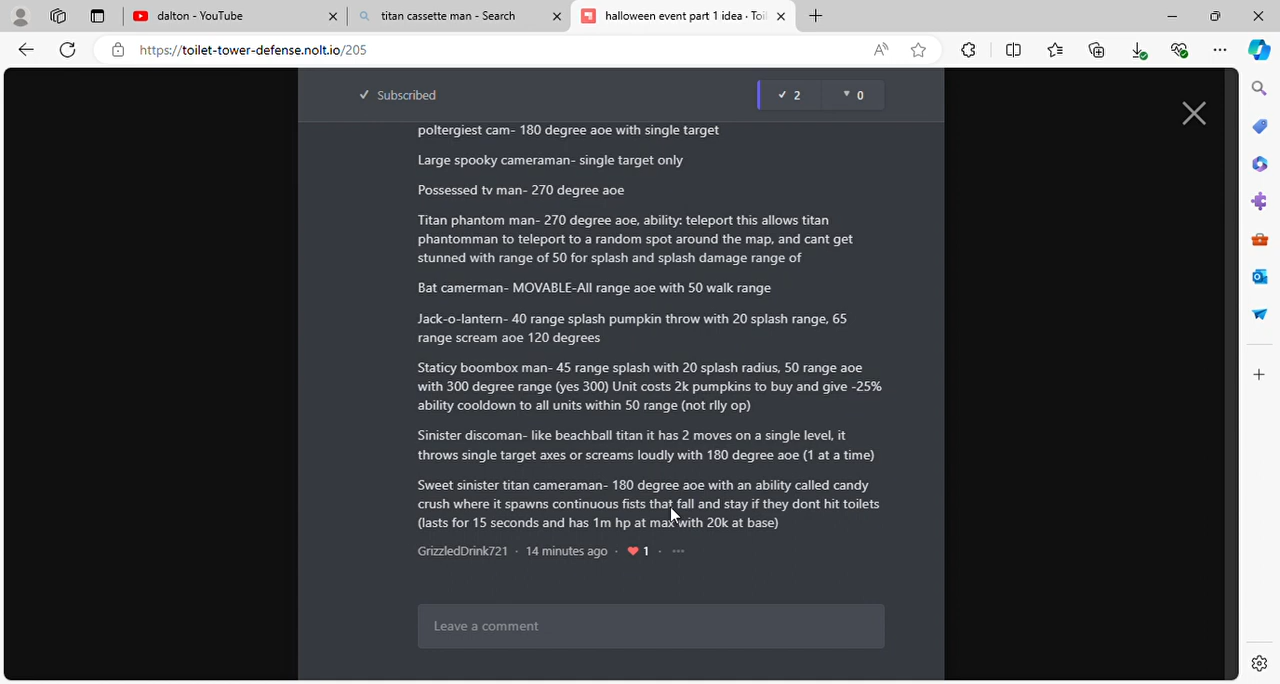 dalton - YouTube
titan cassette man - Search
halloween event part 1 idea · Toi
https://toilet-tower-defense.nolt.io/205
Subscribed
2
0
poltergiest cam- 180 degree aoe with single target
Large spooky cameraman- single target only
Possessed tv man- 270 degree aoe
Titan phantom man- 270 degree aoe, ability: teleport this allows titan
phantomman to teleport to a random spot around the map, and cant get
stunned with range of 50 for splash and splash damage range of
Bat camerman- MOVABLE-All range aoe with 50 walk range
Jack-o-lantern- 40 range splash pumpkin throw with 20 splash range, 65
range scream aoe 120 degrees
Staticy boombox man- 45 range splash with 20 splash radius, 50 range aoe
with 300 degree range (yes 300) Unit costs 2k pumpkins to buy and give -25%
ability cooldown to all units within 50 range (not rlly op)
Sinister discoman- like beachball titan it has 2 moves on a single level, it
throws single target axes or screams loudly with 180 degree aoe (1 at a time)
Sweet sinister titan cameraman- 180 degree aoe with an ability called candy
crush where it spawns continuous fists that fall and stay if they dont hit toilets
(lasts for 15 seconds and has 1m hp at max with 20k at base)
GrizzledDrink721 · 14 minutes ago · 1 ·
Leave a comment